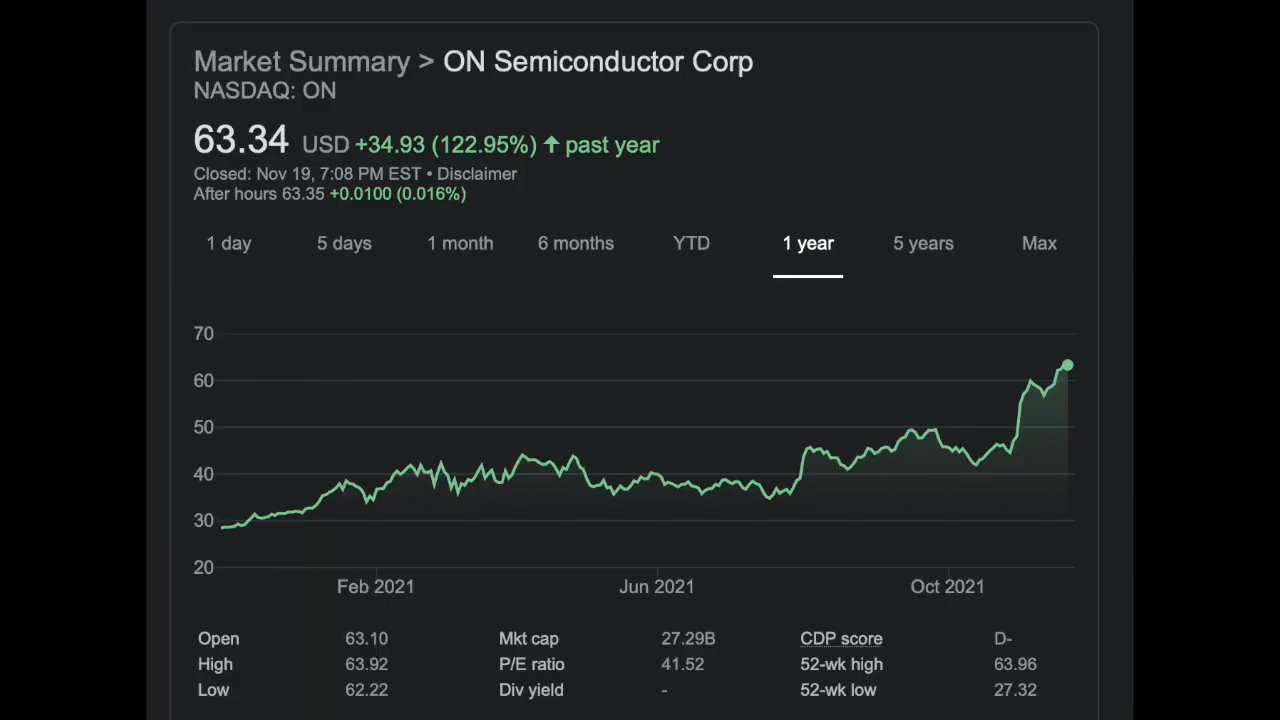 Market Summary > ON Semiconductor Corp
NASDAQ: ON
63.34 USD +34.93 (122.95%) ↑ past year
Closed: Nov 19, 7:08 PM EST • Disclaimer
After hours 63.35 +0.0100 (0.016%)
1 day 5 days 1 month 6 months YTD 1 year 5 years Max
70
60
50
40
30
20
Feb 2021 Jun 2021 Oct 2021
Open 63.10 Mkt cap 27.29B CDP score D-
High 63.92 P/E ratio 41.52 52-wk high 63.96
Low 62.22 Div yield - 52-wk low 27.32